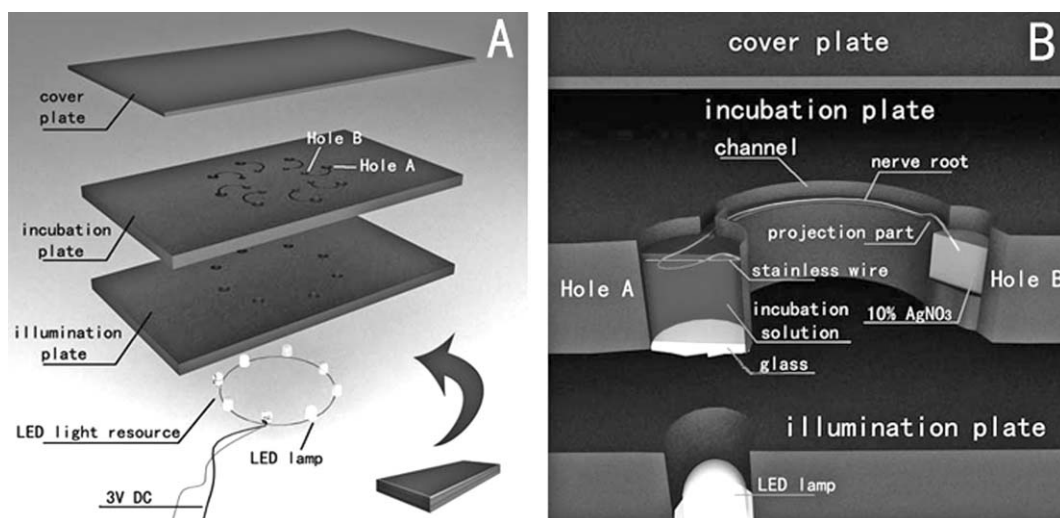 A
cover
plate
Hole B
Hole A
incubation
plate
illumination
plate
LED light resource
LED lamp
3V DC
B
cover plate
incubation plate
channel
nerve root
projection part
stainless wire
Hole A
Hole B
incubation
solution
10% AgNO₃
glass
illumination plate
LED lamp